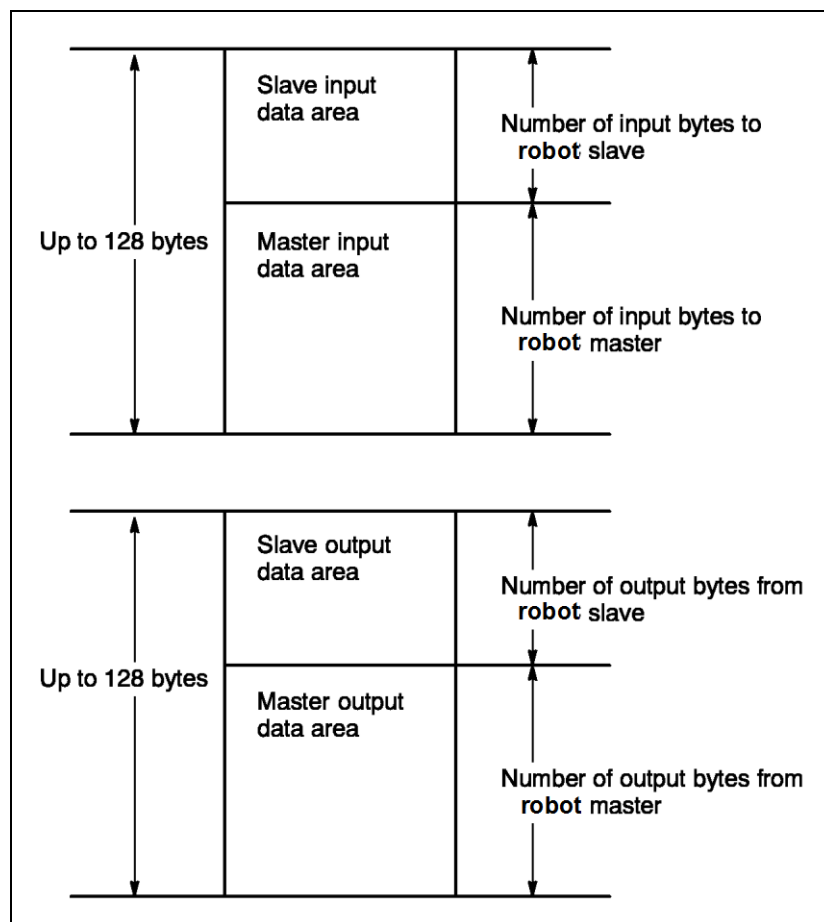 Slave input
data area
Number of input bytes to
robot slave
Up to 128 bytes
Master input
data area
Number of input bytes to
robot master
Slave output
data area
Number of output bytes from
robot slave
Up to 128 bytes
Master output
data area
Number of output bytes from
robot master